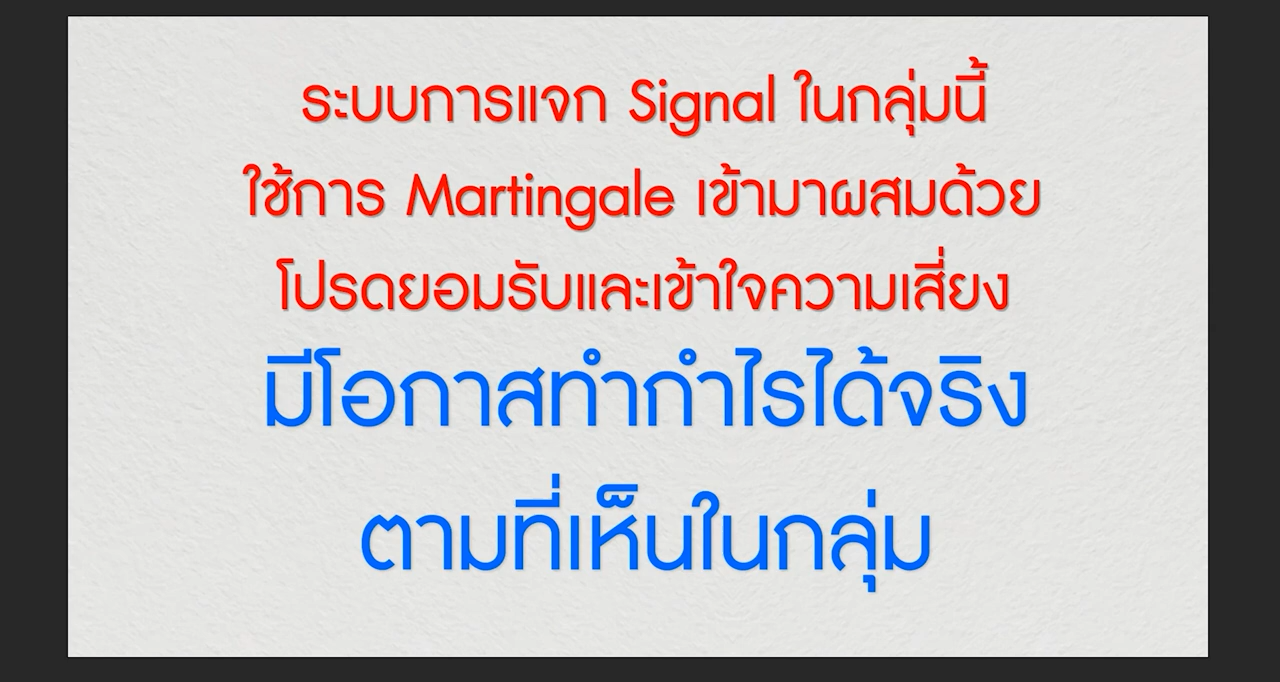 ระบบการแจก Signal ในกลุ่มนี้
ใช้การ Martingale เข้ามาผสมด้วย
โปรดยอมรับและเข้าใจความเสี่ยง
มีโอกาสทำกำไรได้จริง
ตามที่เห็นในกลุ่ม